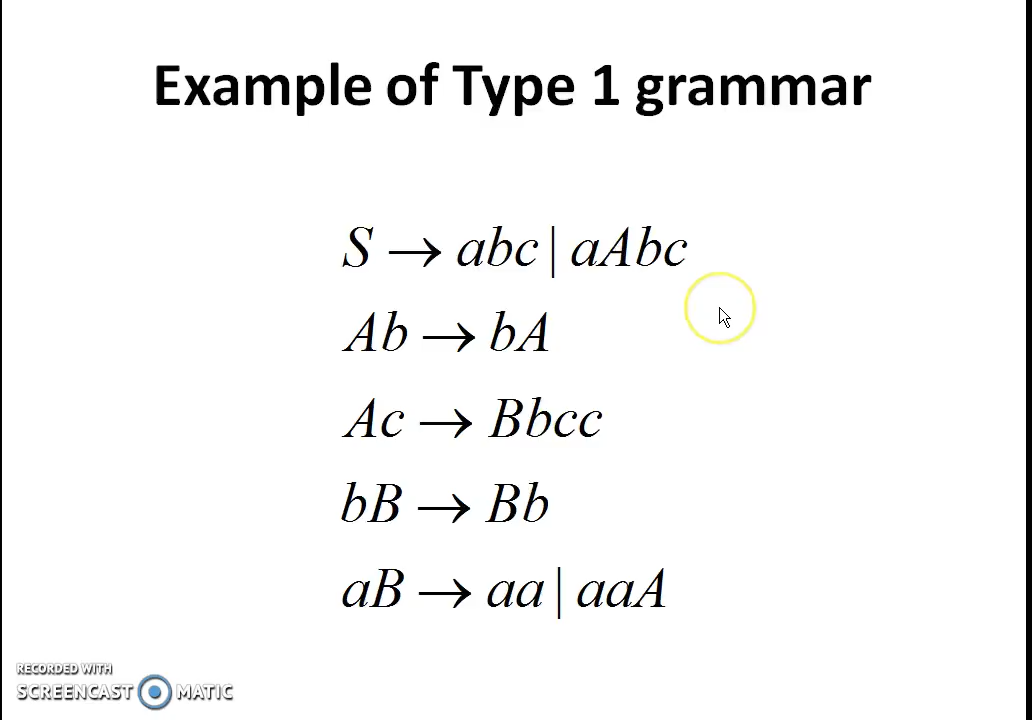 Example of Type 1 grammar
S → abc | aAbc
Ab → bA
Ac → Bbcc
bB → Bb
aB → aa | aaA
RECORDED WITH
SCREENCAST MATIC